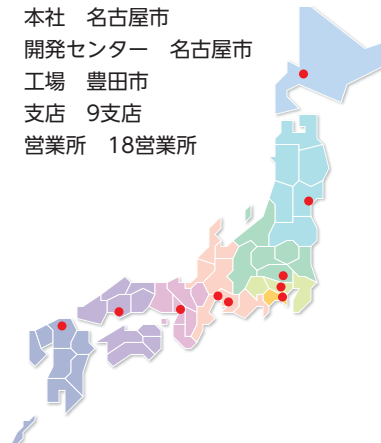 本社　名古屋市
開発センター　名古屋市
工場　豊田市
支店　9支店
営業所　18営業所